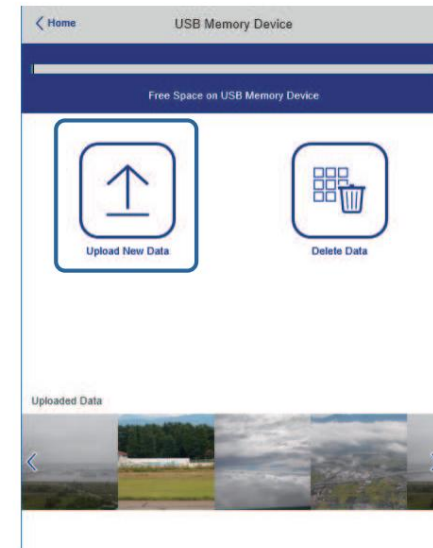 Home
USB Memory Device
Free Space on USB Memory Device
Upload New Data
Delete Data
Uploaded Data